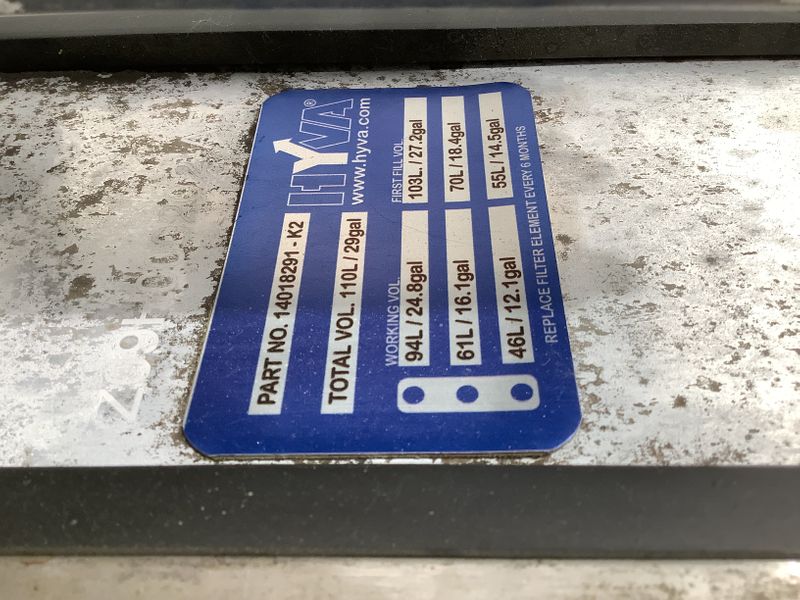 HYVA®
www.hyva.com
PART NO. 14018291 - K2
TOTAL VOL. 110L / 29gal
WORKING VOL. FIRST FILL VOL.
94L / 24.8gal 103L / 27.2gal
61L / 16.1gal 70L / 18.4gal
46L / 12.1gal 55L / 14.5gal
REPLACE FILTER ELEMENT EVERY 6 MONTHS